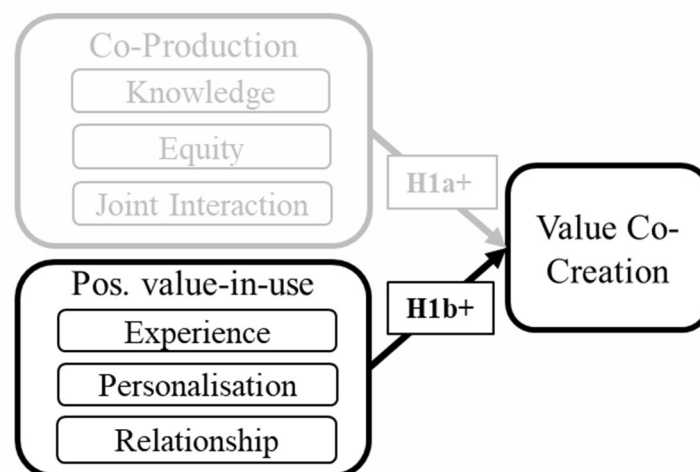 Co-Production
Knowledge
Equity
Joint Interaction
H1a+
Pos. value-in-use
Experience
Personalisation
Relationship
H1b+
Value Co-
Creation